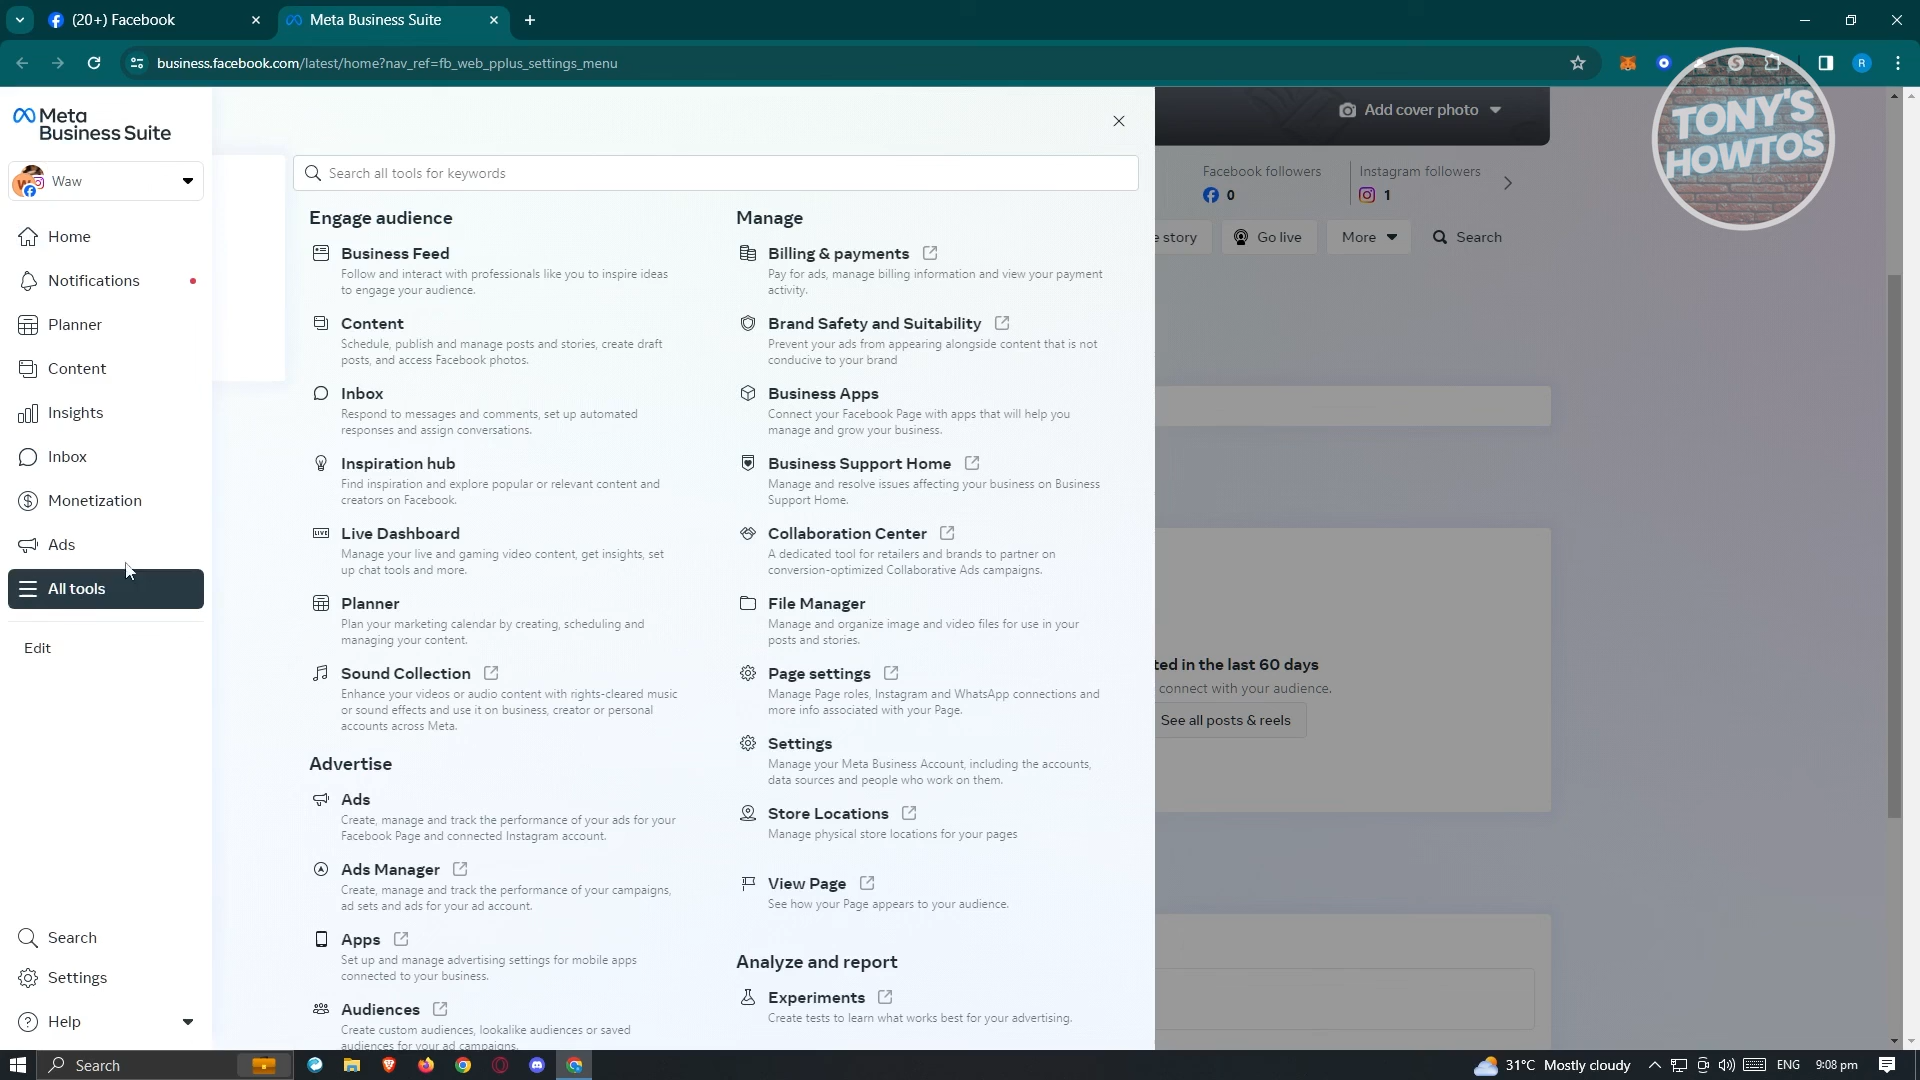 (20+) Facebook
Meta Business Suite
business.facebook.com/latest/home?nav_ref=fb_web_pplus_settings_menu
R
TONY'S
HOWTOS
Meta
Business Suite
Waw
Home
Notifications
Planner
Content
Insights
Inbox
Monetization
Ads
All tools
Edit
Search
Settings
Help
Search all tools for keywords
Engage audience
Business Feed
Follow and interact with professionals like you to inspire ideas
to engage your audience.
Content
Schedule, publish and manage posts and stories, create draft
posts, and access Facebook photos.
Inbox
Respond to messages and comments, set up automated
responses and assign conversations.
Inspiration hub
Find inspiration and explore popular or relevant content and
creators on Facebook.
Live Dashboard
Manage your live and gaming video content, get insights, set
up chat tools and more.
Planner
Plan your marketing calendar by creating, scheduling and
managing your content.
Sound Collection
Enhance your videos or audio content with rights-cleared music
or sound effects and use it on business, creator or personal
accounts across Meta.
Advertise
Ads
Create, manage and track the performance of your ads for your
Facebook Page and connected Instagram account.
Ads Manager
Create, manage and track the performance of your campaigns,
ad sets and ads for your ad account.
Apps
Set up and manage advertising settings for mobile apps
connected to your business.
Audiences
Create custom audiences, lookalike audiences or saved
audiences for your ad campaigns.
Manage
Billing & payments
Pay for ads, manage billing information and view your payment
activity.
Brand Safety and Suitability
Prevent your ads from appearing alongside content that is not
conducive to your brand
Business Apps
Connect your Facebook Page with apps that will help you
manage and grow your business.
Business Support Home
Manage and resolve issues affecting your business on Business
Support Home.
Collaboration Center
A dedicated tool for retailers and brands to partner on
conversion-optimized Collaborative Ads campaigns.
File Manager
Manage and organize image and video files for use in your
posts and stories.
Page settings
Manage Page roles, Instagram and WhatsApp connections and
more info associated with your Page.
Settings
Manage your Meta Business Account, including the accounts,
data sources and people who work on them.
Store Locations
Manage physical store locations for your pages
View Page
See how your Page appears to your audience.
Analyze and report
Experiments
Create tests to learn what works best for your advertising.
Add cover photo
Facebook followers
0
Instagram followers
1
e story
Go live
More
Search
ted in the last 60 days
connect with your audience.
See all posts & reels
Search
31°C Mostly cloudy
ENG
9:08 pm